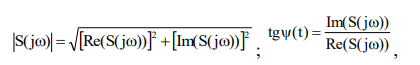 |S(jω)| = √[Re(S(jω))]² + [Im(S(jω))]² ; tgψ(t) = Im(S(jω)) / Re(S(jω)) ,